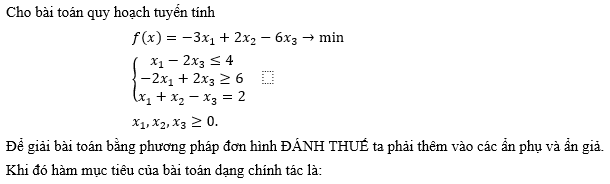 Cho bài toán quy hoạch tuyến tính
f(x) = −3x₁ + 2x₂ − 6x₃ → min
x₁ − 2x₃ ≤ 4
−2x₁ + 2x₃ ≥ 6
x₁ + x₂ − x₃ = 2
x₁, x₂, x₃ ≥ 0.
Để giải bài toán bằng phương pháp đơn hình ĐÁNH THUẾ ta phải thêm vào các ẩn phụ và ẩn giả.
Khi đó hàm mục tiêu của bài toán dạng chính tắc là: